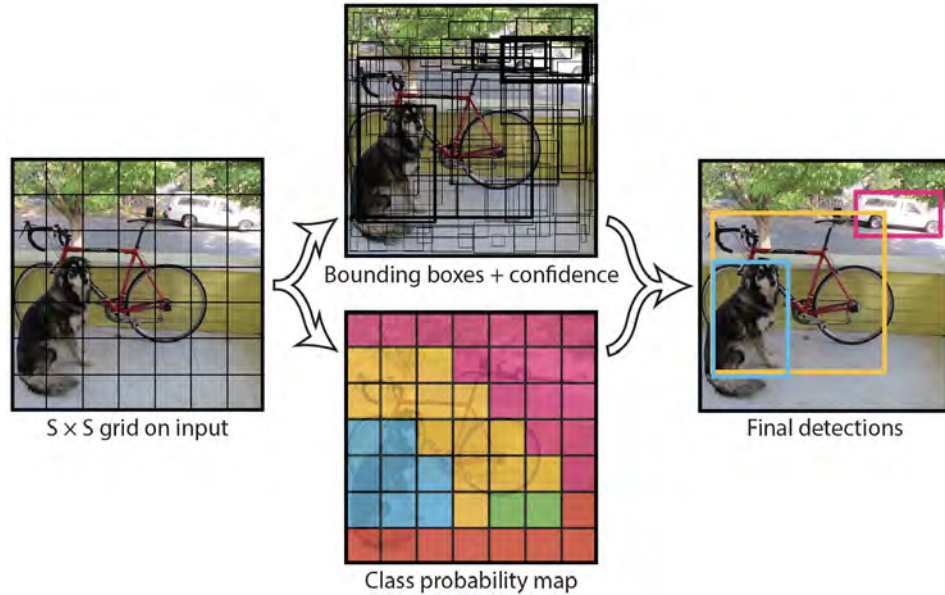 S × S grid on input
Bounding boxes + confidence
Class probability map
Final detections